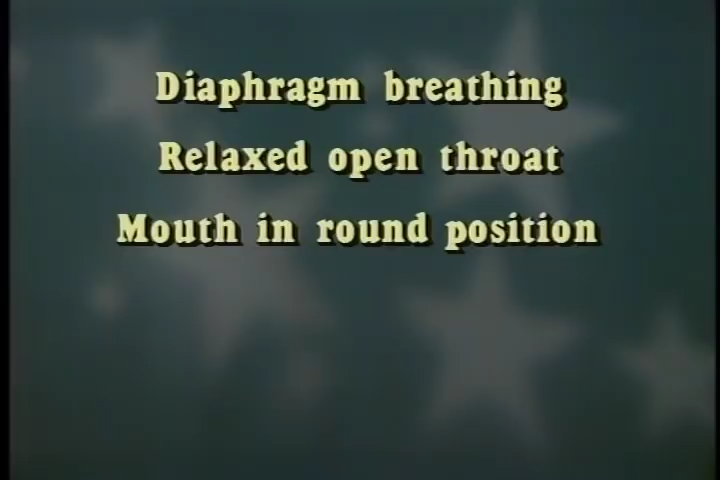 Diaphragm breathing
Relaxed open throat
Mouth in round position